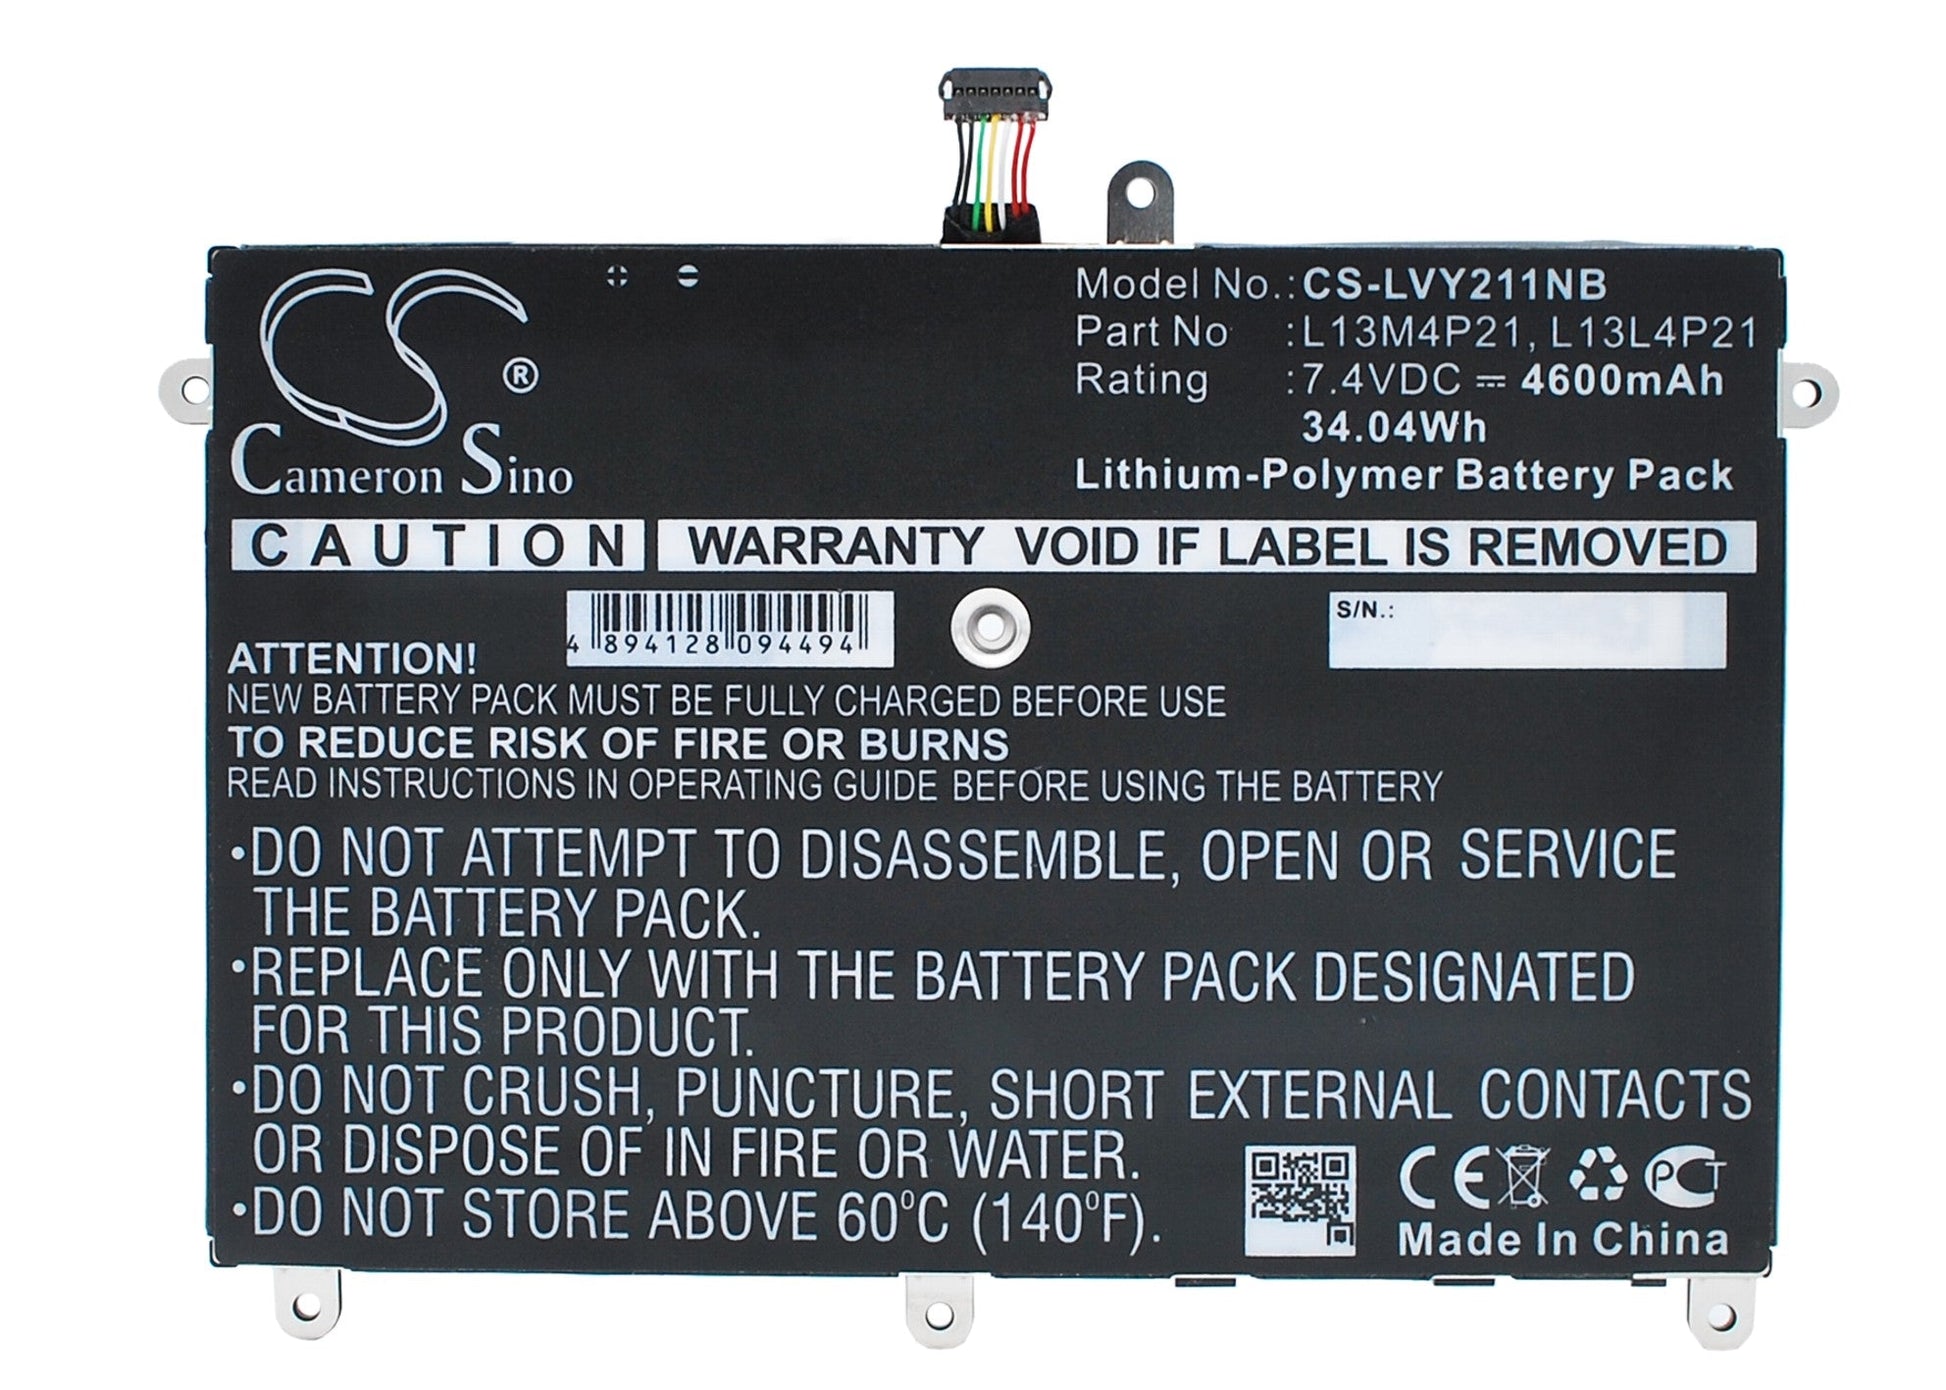 CS®
Cameron Sino
Model No.:CS-LVY211NB
Part No :L13M4P21, L13L4P21
Rating :7.4VDC ⎓ 4600mAh
34.04Wh
Lithium-Polymer Battery Pack
CAUTION WARRANTY VOID IF LABEL IS REMOVED
4 894128 094494
S/N.:
ATTENTION!
NEW BATTERY PACK MUST BE FULLY CHARGED BEFORE USE
TO REDUCE RISK OF FIRE OR BURNS
READ INSTRUCTIONS IN OPERATING GUIDE BEFORE USING THE BATTERY
•DO NOT ATTEMPT TO DISASSEMBLE, OPEN OR SERVICE
THE BATTERY PACK.
•REPLACE ONLY WITH THE BATTERY PACK DESIGNATED
FOR THIS PRODUCT.
•DO NOT CRUSH, PUNCTURE, SHORT EXTERNAL CONTACTS
OR DISPOSE OF IN FIRE OR WATER.
•DO NOT STORE ABOVE 60°C (140°F).
CE PCT
Made In China